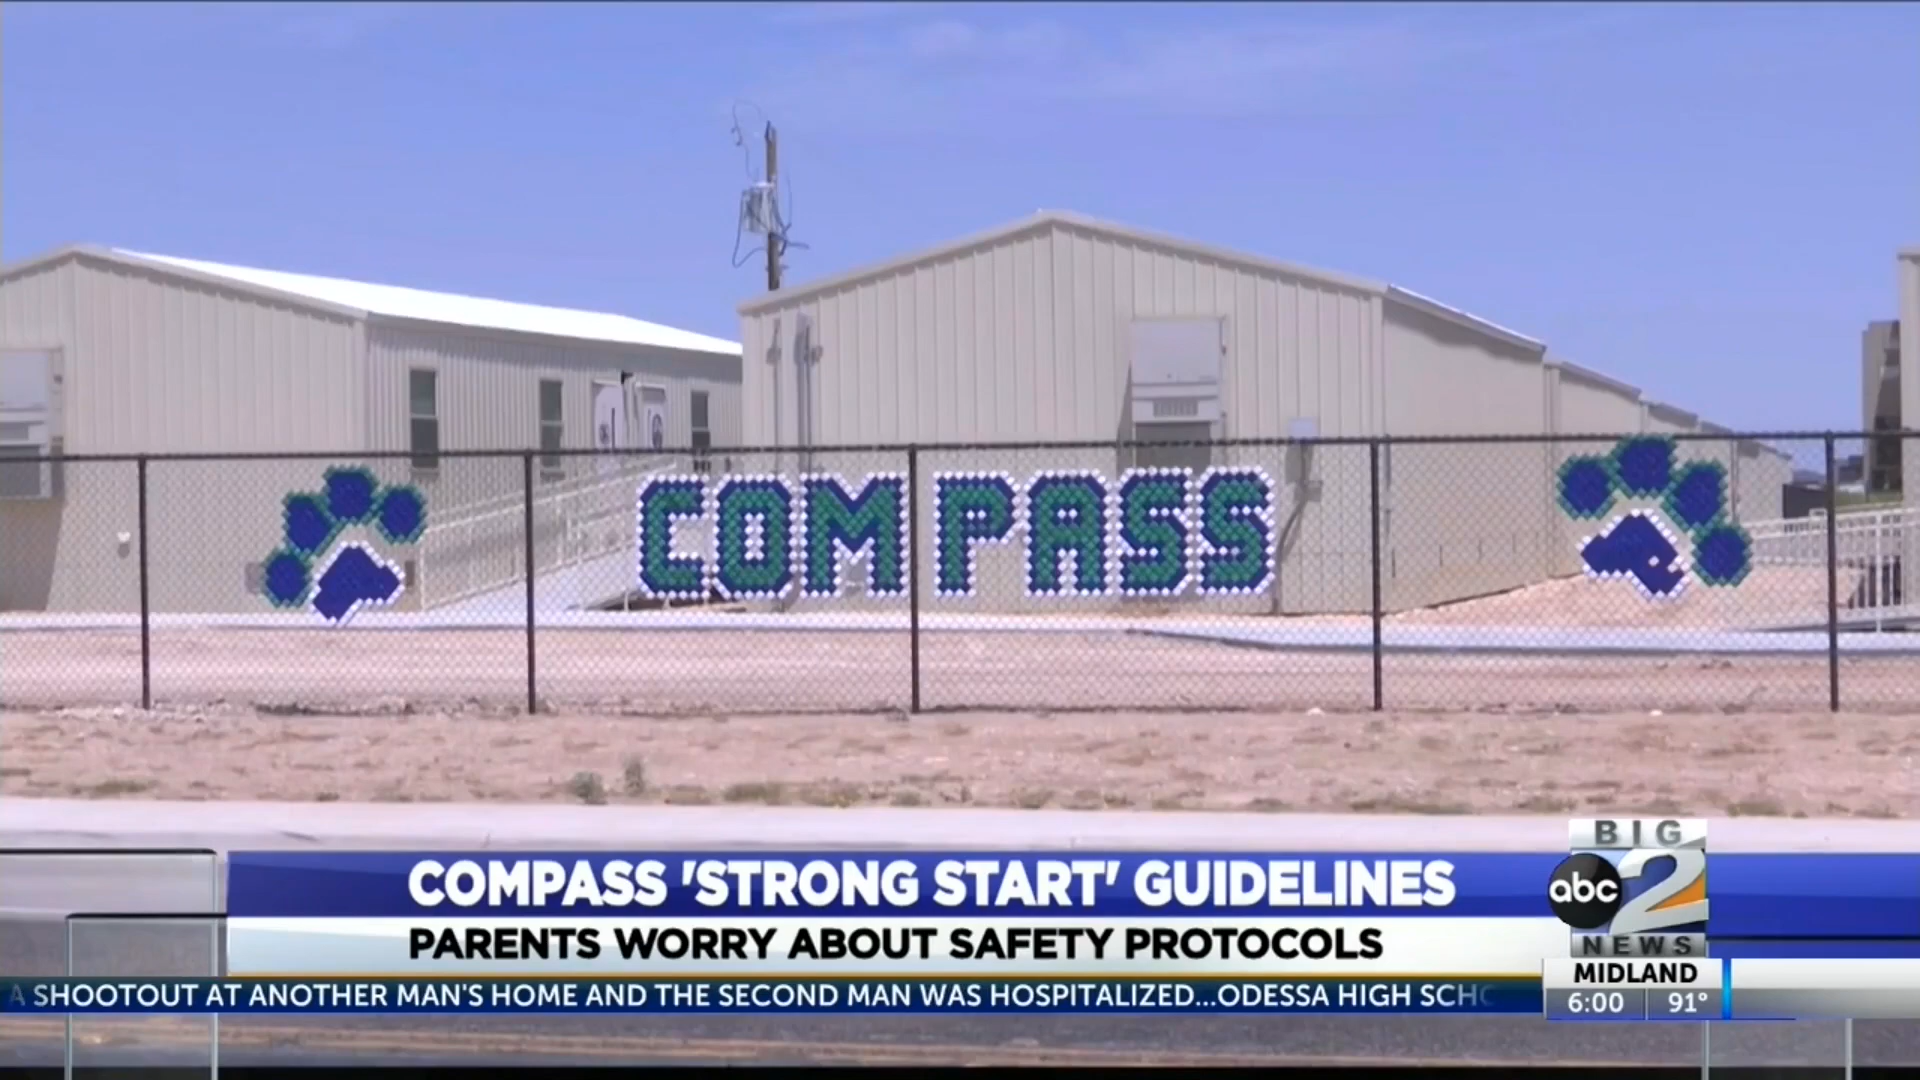 COMPASS
COMPASS 'STRONG START' GUIDELINES
PARENTS WORRY ABOUT SAFETY PROTOCOLS
BIG
abc 2
NEWS
MIDLAND
6:00 91°
A SHOOTOUT AT ANOTHER MAN'S HOME AND THE SECOND MAN WAS HOSPITALIZED...ODESSA HIGH SCHO